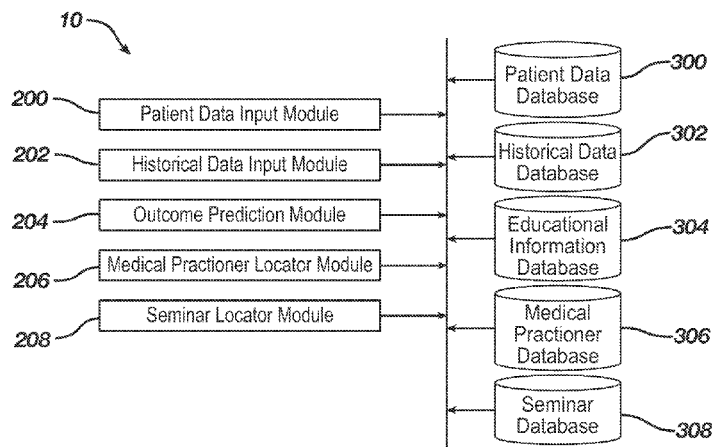 10
200
Patient Data Input Module
202
Historical Data Input Module
204
Outcome Prediction Module
206
Medical Practioner Locator Module
208
Seminar Locator Module
Patient Data
Database
300
Historical Data
Database
302
Educational
Information
Database
304
Medical
Practioner
Database
306
Seminar
Database
308